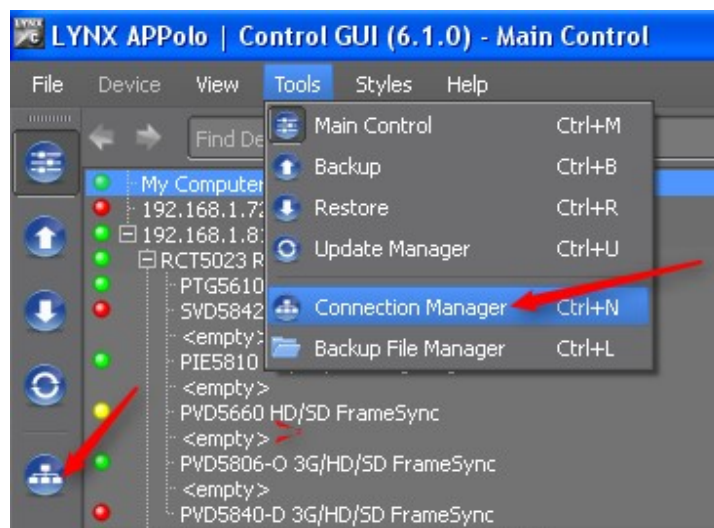 LYNX APPolo | Control GUI (6.1.0) - Main Control
File Device View Tools Styles Help
Find
Main Control Ctrl+M
Backup Ctrl+B
Restore Ctrl+R
Update Manager Ctrl+U
Connection Manager Ctrl+N
Backup File Manager Ctrl+L
My Computer
192.168.1.72
192.168.1.81
RCT5023 R
PTG5610
SVD5842
<empty>
PIE5810
<empty>
PVD5660 HD/SD FrameSync
<empty>
PVD5806-O 3G/HD/SD FrameSync
<empty>
PVD5840-D 3G/HD/SD FrameSync